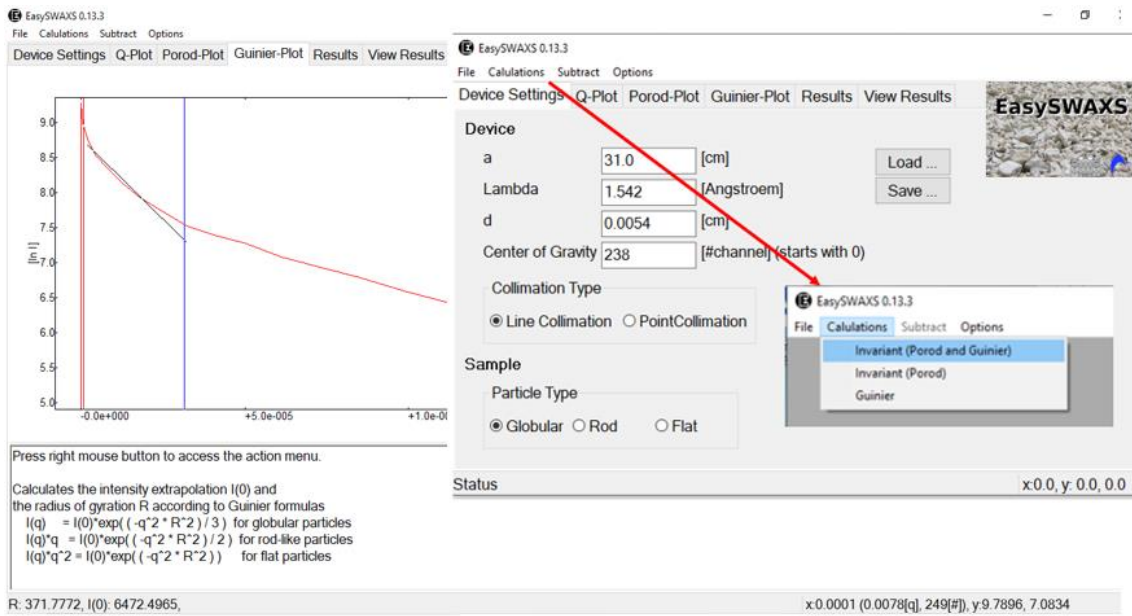 EasySWAXS 0.13.3
File Calulations Subtract Options
Device Settings Q-Plot Porod-Plot Guinier-Plot Results View Results
[ln I]
9.0
8.5
8.0
7.5
7.0
6.5
6.0
5.5
5.0
-0.0e+000 +5.0e-005
Press right mouse button to access the action menu.
Calculates the intensity extrapolation I(0) and
the radius of gyration R according to Guinier formulas
I(q) = I(0)*exp( ( -q^2 * R^2 ) / 3 ) for globular particles
I(q)*q = I(0)*exp( ( -q^2 * R^2 ) / 2 ) for rod-like particles
I(q)*q^2 = I(0)*exp( ( -q^2 * R^2 ) ) for flat particles
R: 371.7772, I(0): 6472.4965,
x:0.0001 (0.0078[q], 249[#]), y:9.7896, 7.0834
EasySWAXS 0.13.3
File Calulations Subtract Options
Device Settings Q-Plot Porod-Plot Guinier-Plot Results View Results
EasySWAXS
Device
a 31.0 [cm] Load ...
Lambda 1.542 [Angstroem] Save ...
d 0.0054 [cm]
Center of Gravity 238 [#channel] (starts with 0)
Collimation Type
Line Collimation PointCollimation
Sample
Particle Type
Globular Rod Flat
Status x:0.0, y: 0.0, 0.0
EasySWAXS 0.13.3
File Calulations Subtract Options
Invariant (Porod and Guinier)
Invariant (Porod)
Guinier